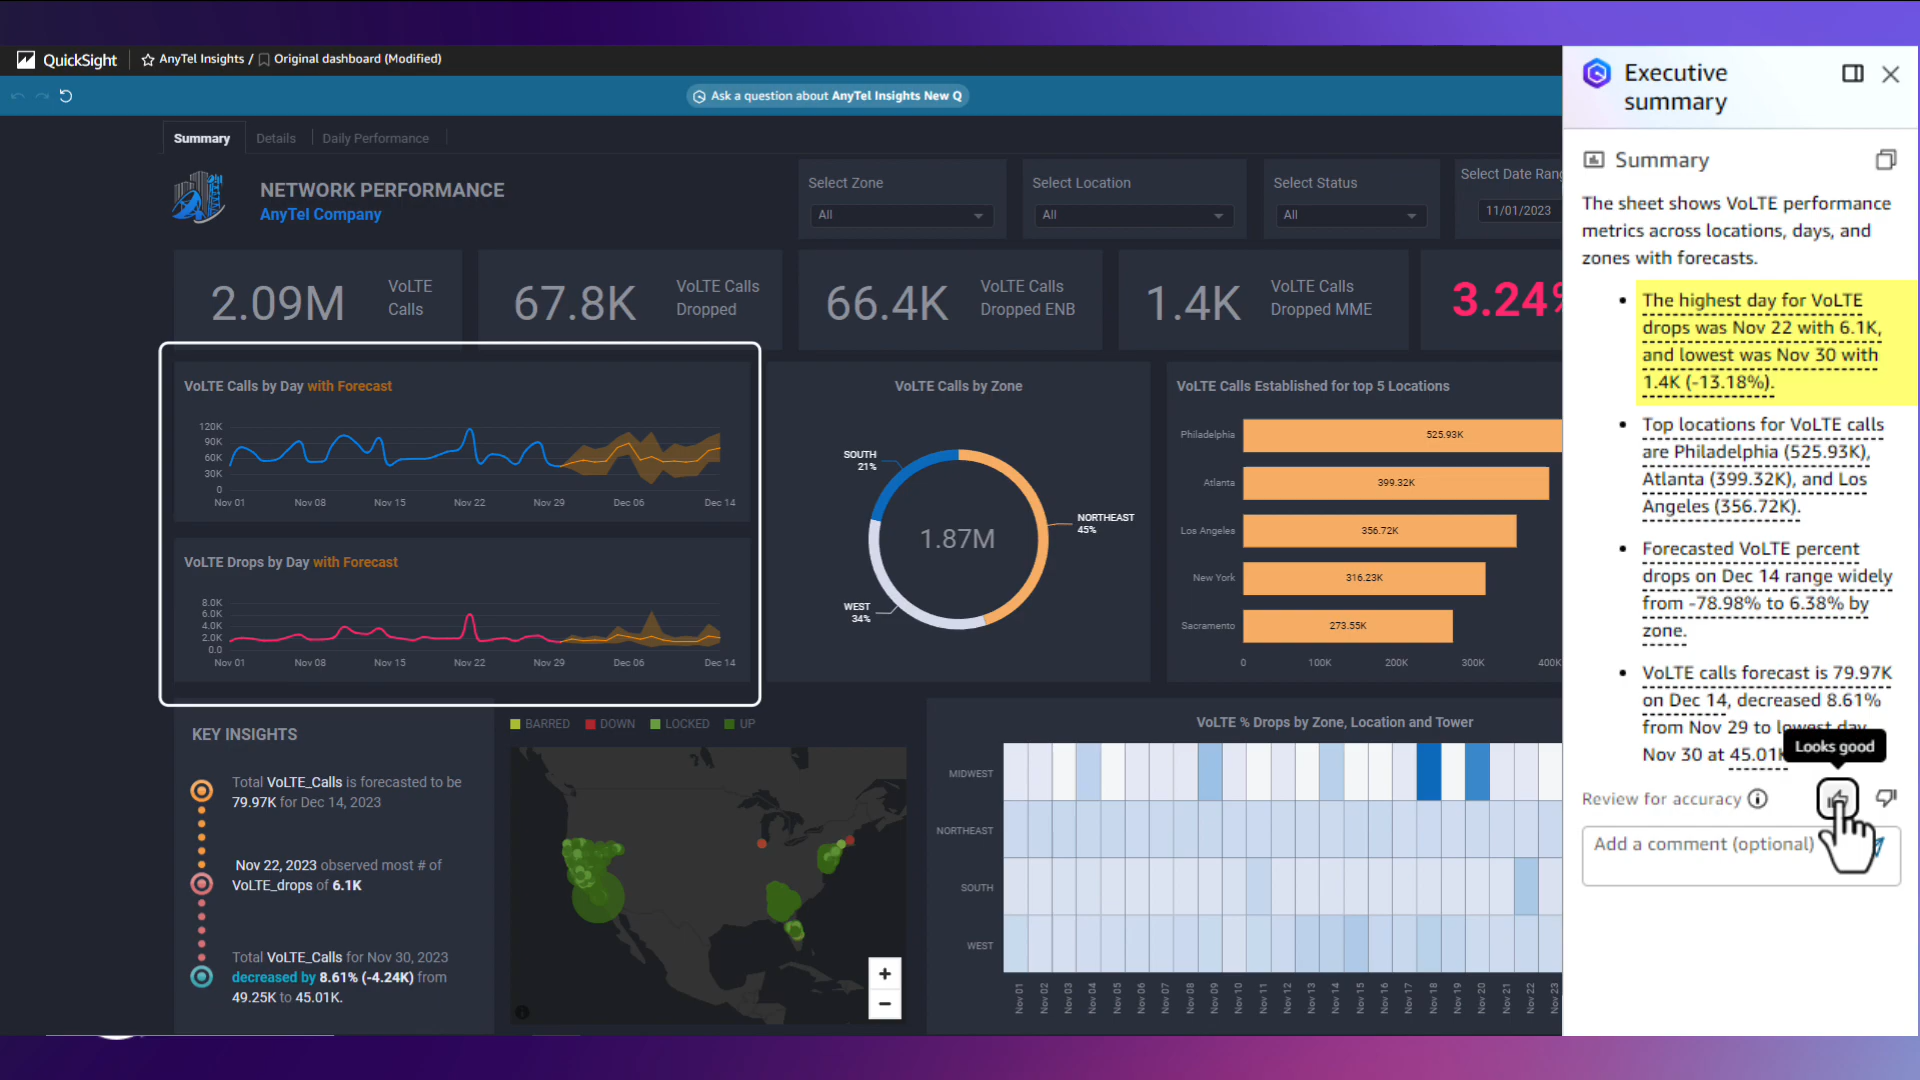 QuickSight
AnyTel Insights / Original dashboard (Modified)
Ask a question about AnyTel Insights New Q
Summary
Details
Daily Performance
NETWORK PERFORMANCE
AnyTel Company
Select Zone
All
Select Location
All
Select Status
All
Select Date Rang
11/01/2023
2.09M
VoLTE
Calls
67.8K
VoLTE Calls
Dropped
66.4K
VoLTE Calls
Dropped ENB
1.4K
VoLTE Calls
Dropped MME
3.24%
VoLTE Calls by Day with Forecast
120K
90K
60K
30K
0
Nov 01
Nov 08
Nov 15
Nov 22
Nov 29
Dec 06
Dec 14
VoLTE Drops by Day with Forecast
8.0K
6.0K
4.0K
2.0K
0.0
Nov 01
Nov 08
Nov 15
Nov 22
Nov 29
Dec 06
Dec 14
VoLTE Calls by Zone
SOUTH
21%
NORTHEAST
45%
1.87M
WEST
34%
VoLTE Calls Established for top 5 Locations
Philadelphia
525.93K
Atlanta
399.32K
Los Angeles
356.72K
New York
316.23K
Sacramento
273.55K
0
100K
200K
300K
400K
KEY INSIGHTS
Total VoLTE_Calls is forecasted to be
79.97K for Dec 14, 2023
Nov 22, 2023 observed most # of
VoLTE_drops of 6.1K
Total VoLTE_Calls for Nov 30, 2023
decreased by 8.61% (-4.24K) from
49.25K to 45.01K.
BARRED
DOWN
LOCKED
UP
+
−
VoLTE % Drops by Zone, Location and Tower
MIDWEST
NORTHEAST
SOUTH
WEST
Nov 01
Nov 02
Nov 03
Nov 04
Nov 05
Nov 06
Nov 07
Nov 08
Nov 09
Nov 10
Nov 11
Nov 12
Nov 13
Nov 14
Nov 15
Nov 16
Nov 17
Nov 18
Nov 19
Nov 20
Nov 21
Nov 22
Nov 23
Executive
summary
Summary
The sheet shows VoLTE performance
metrics across locations, days, and
zones with forecasts.
• The highest day for VoLTE
drops was Nov 22 with 6.1K,
and lowest was Nov 30 with
1.4K (-13.18%).
• Top locations for VoLTE calls
are Philadelphia (525.93K),
Atlanta (399.32K), and Los
Angeles (356.72K).
• Forecasted VoLTE percent
drops on Dec 14 range widely
from -78.98% to 6.38% by
zone.
• VoLTE calls forecast is 79.97K
on Dec 14, decreased 8.61%
from Nov 29 to lowest day
Nov 30 at 45.01K
Looks good
Review for accuracy
Add a comment (optional)